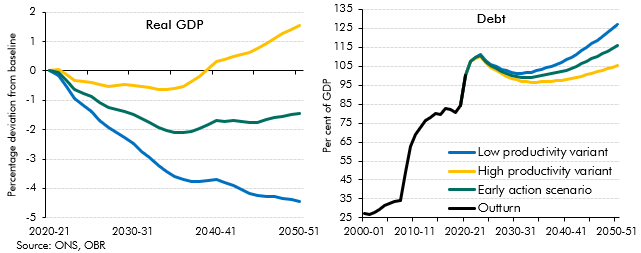 Real GDP
Percentage deviation from baseline
2
1
0
-1
-2
-3
-4
-5
2020-21 2030-31 2040-41 2050-51
Source: ONS, OBR
Debt
Per cent of GDP
135
125
115
105
95
85
75
65
55
45
35
25
Low productivity variant
High productivity variant
Early action scenario
Outturn
2000-01 2010-11 2020-21 2030-31 2040-41 2050-51